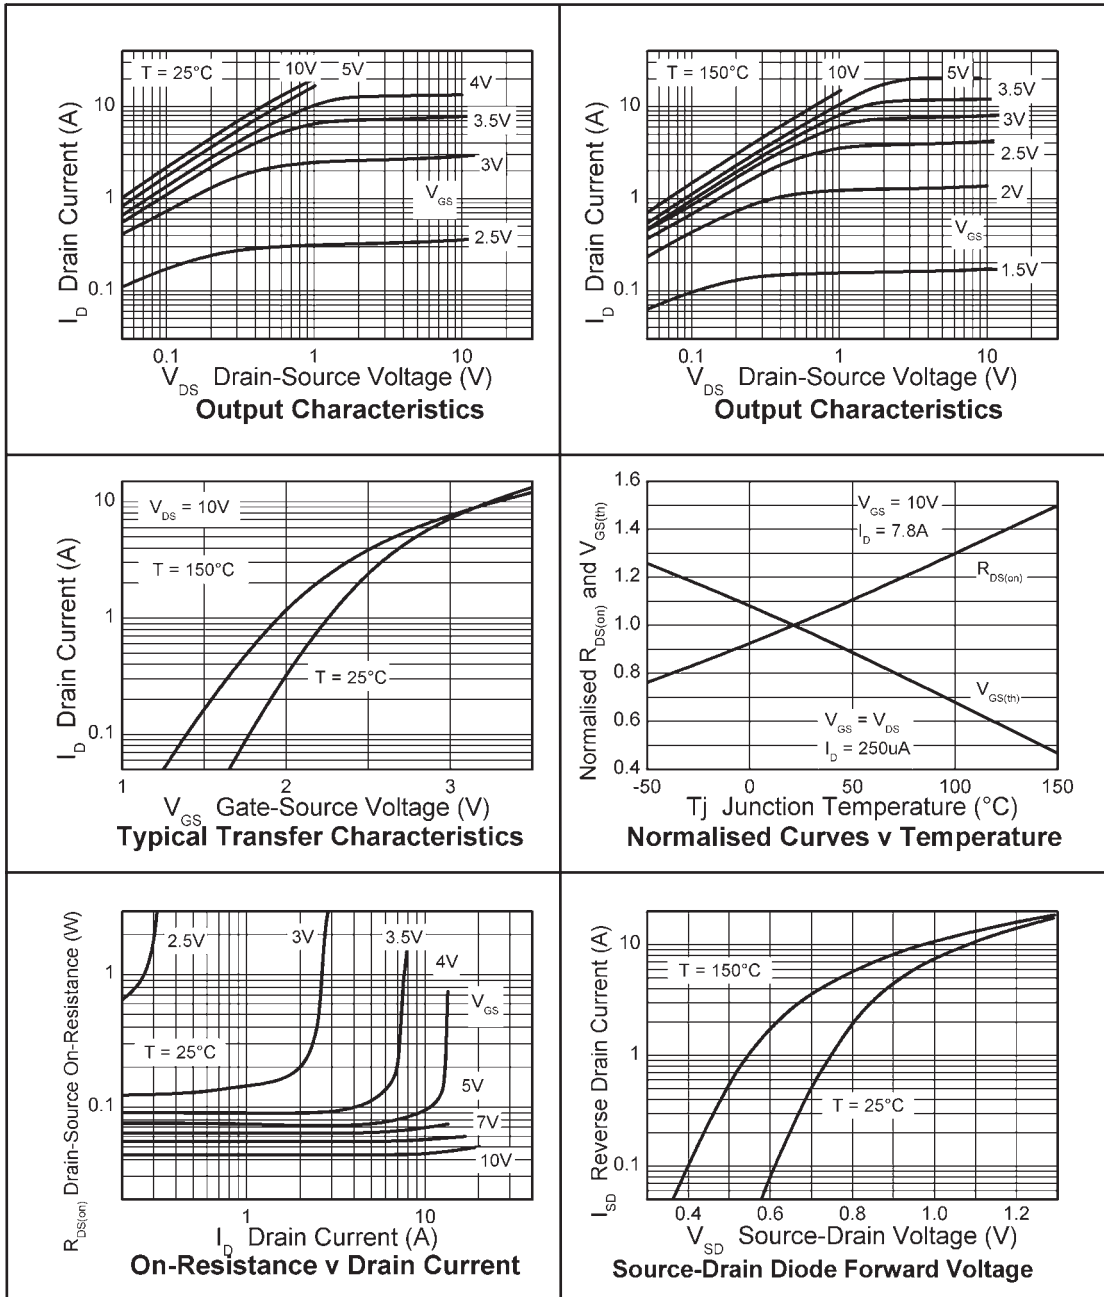 T = 25°C
10V
5V
4V
3.5V
3V
V_GS
2.5V
10
1
0.1
I_D Drain Current (A)
0.1
1
10
V_DS Drain-Source Voltage (V)
Output Characteristics
T = 150°C
10V
5V
3.5V
3V
2.5V
2V
V_GS
1.5V
10
1
0.1
I_D Drain Current (A)
0.1
1
10
V_DS Drain-Source Voltage (V)
Output Characteristics
V_DS = 10V
T = 150°C
T = 25°C
10
1
0.1
I_D Drain Current (A)
1
2
3
V_GS Gate-Source Voltage (V)
Typical Transfer Characteristics
1.6
1.4
1.2
1.0
0.8
0.6
0.4
Normalised R_DS(on) and V_GS(th)
V_GS = 10V
I_D = 7.8A
R_DS(on)
V_GS(th)
V_GS = V_DS
I_D = 250uA
-50
0
50
100
150
Tj Junction Temperature (°C)
Normalised Curves v Temperature
2.5V
3V
3.5V
4V
V_GS
T = 25°C
5V
7V
10V
1
0.1
R_DS(on) Drain-Source On-Resistance (W)
1
10
I_D Drain Current (A)
On-Resistance v Drain Current
T = 150°C
T = 25°C
10
1
0.1
I_SD Reverse Drain Current (A)
0.4
0.6
0.8
1.0
1.2
V_SD Source-Drain Voltage (V)
Source-Drain Diode Forward Voltage